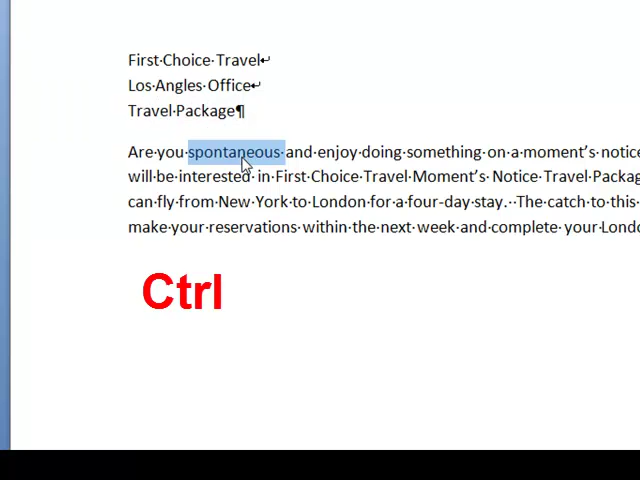 First Choice Travel↵
Los Angles Office↵
Travel Package¶
Are you spontaneous and enjoy doing something on a moment's notice
will be interested in First Choice Travel Moment's Notice Travel Packag
can fly from New York to London for a four-day stay.  The catch to this
make your reservations within the next week and complete your Londo
Ctrl